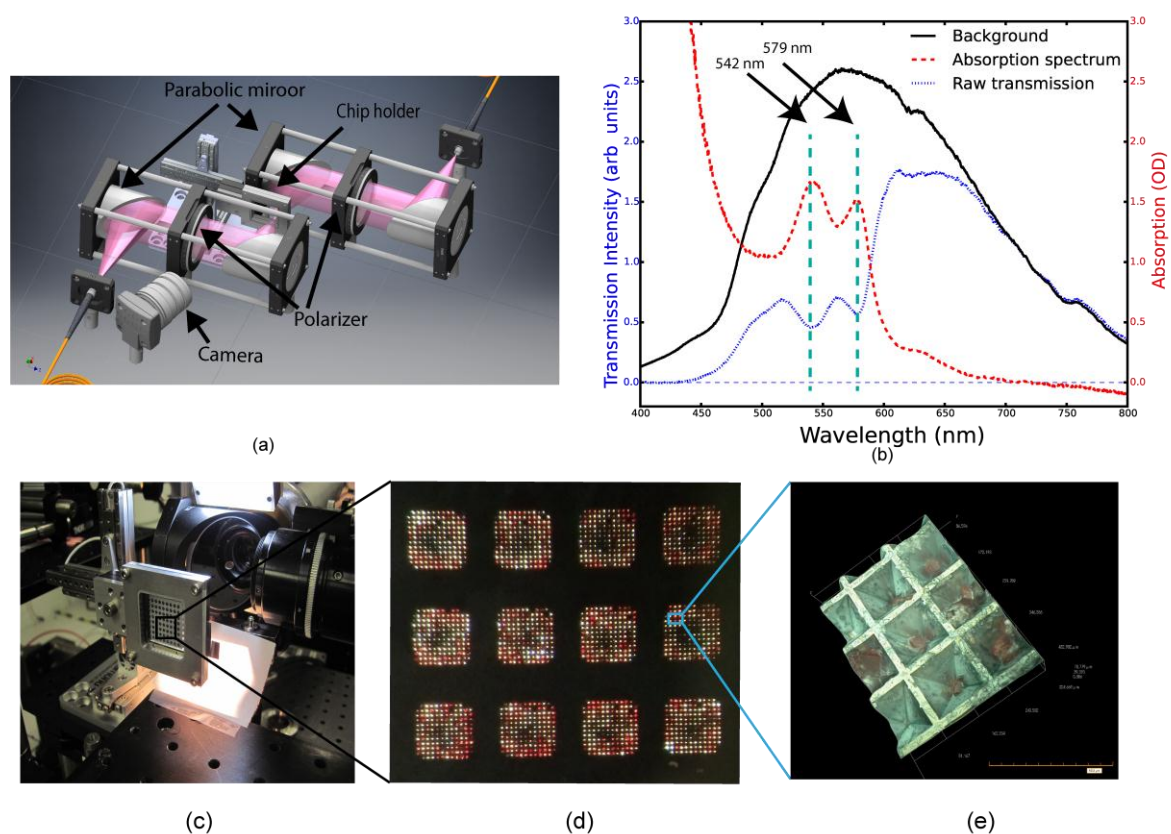 Parabolic miroor
Chip holder
Polarizer
Camera
(a)
3.0
2.5
2.0
1.5
1.0
0.5
0.0
Transmission Intensity (arb units)
579 nm
542 nm
Background
Absorption spectrum
Raw transmission
3.0
2.5
2.0
1.5
1.0
0.5
0.0
Absorption (OD)
400 450 500 550 600 650 700 750 800
Wavelength (nm)
(b)
(c)
(d)
(e)